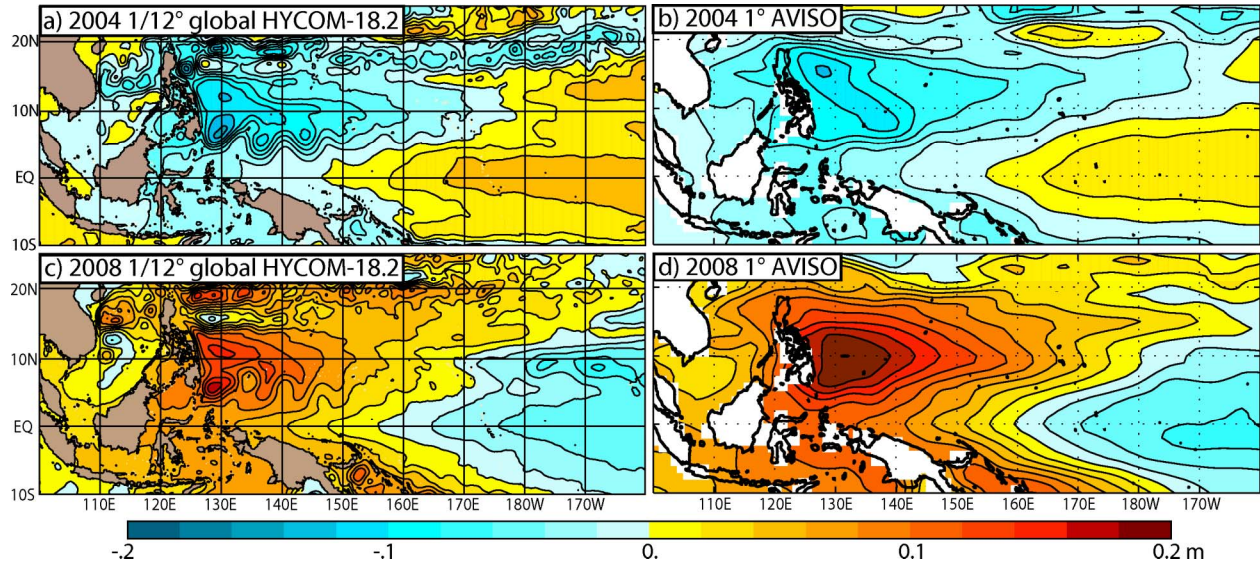 a) 2004 1/12° global HYCOM-18.2
b) 2004 1° AVISO
20N
10N
EQ
10S
c) 2008 1/12° global HYCOM-18.2
d) 2008 1° AVISO
20N
10N
EQ
10S
110E 120E 130E 140E 150E 160E 170E 180W 170W 110E 120E 130E 140E 150E 160E 170E 180W 170W
-.2 -.1 0. 0.1 0.2 m